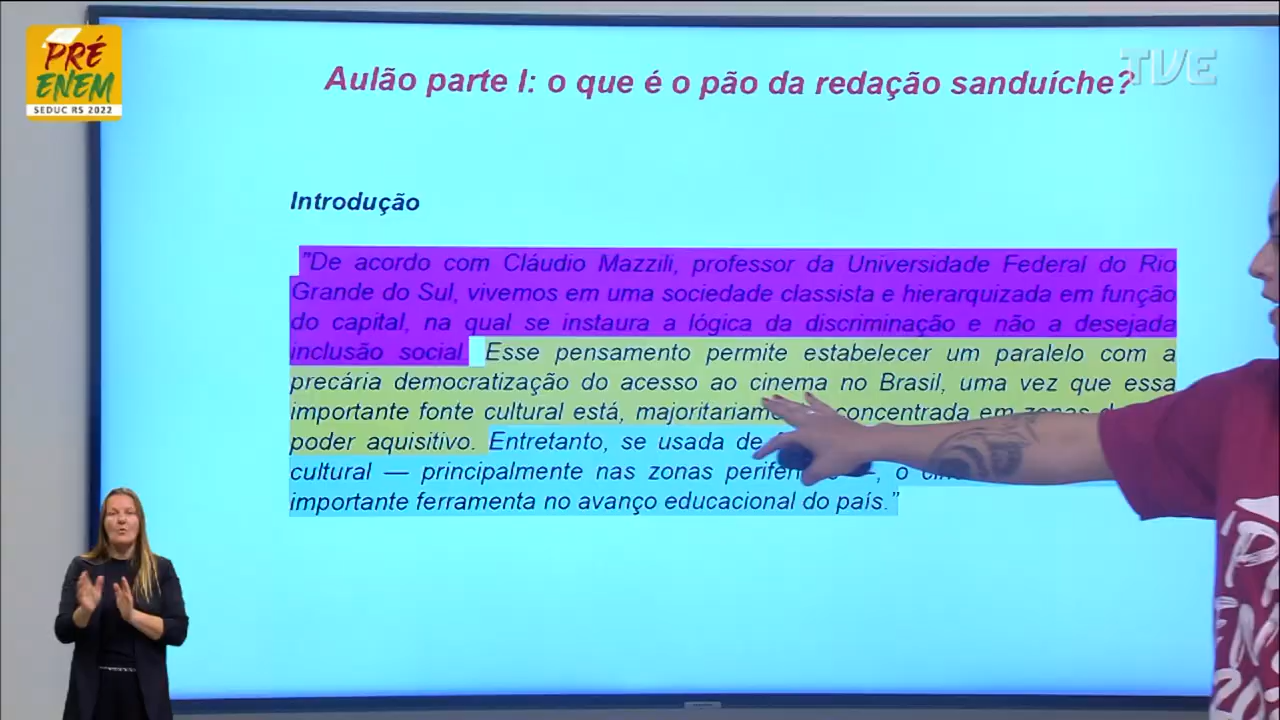 PRÉ
ENEM
SEDUC RS 2022
TVE
Aulão parte I: o que é o pão da redação sanduíche?
Introdução
"De acordo com Cláudio Mazzili, professor da Universidade Federal do Rio
Grande do Sul, vivemos em uma sociedade classista e hierarquizada em função
do capital, na qual se instaura a lógica da discriminação e não a desejada
inclusão social. Esse pensamento permite estabelecer um paralelo com a
precária democratização do acesso ao cinema no Brasil, uma vez que essa
importante fonte cultural está, concentrada em zonas
poder aquisitivo. Entretanto, se usada de
cultural — principalmente nas zonas o
importante ferramenta no avanço educacional do país."